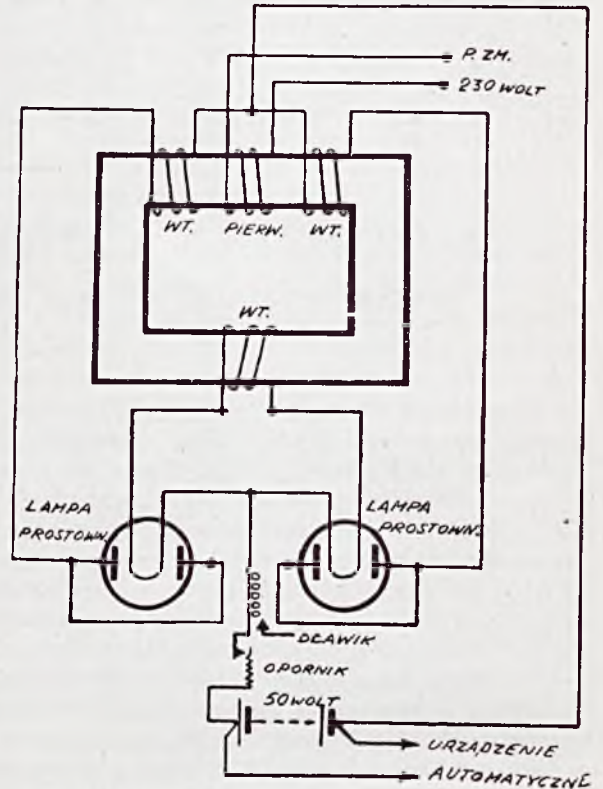 P. ZM.
230 WOLT
WT. PIERW. WT.
WT.
LAMPA
PROSTOWN.
LAMPA
PROSTOWN.
DŁAWIK
OPORNIK
50 WOLT
URZĄDZENIE
AUTOMATYCZNE